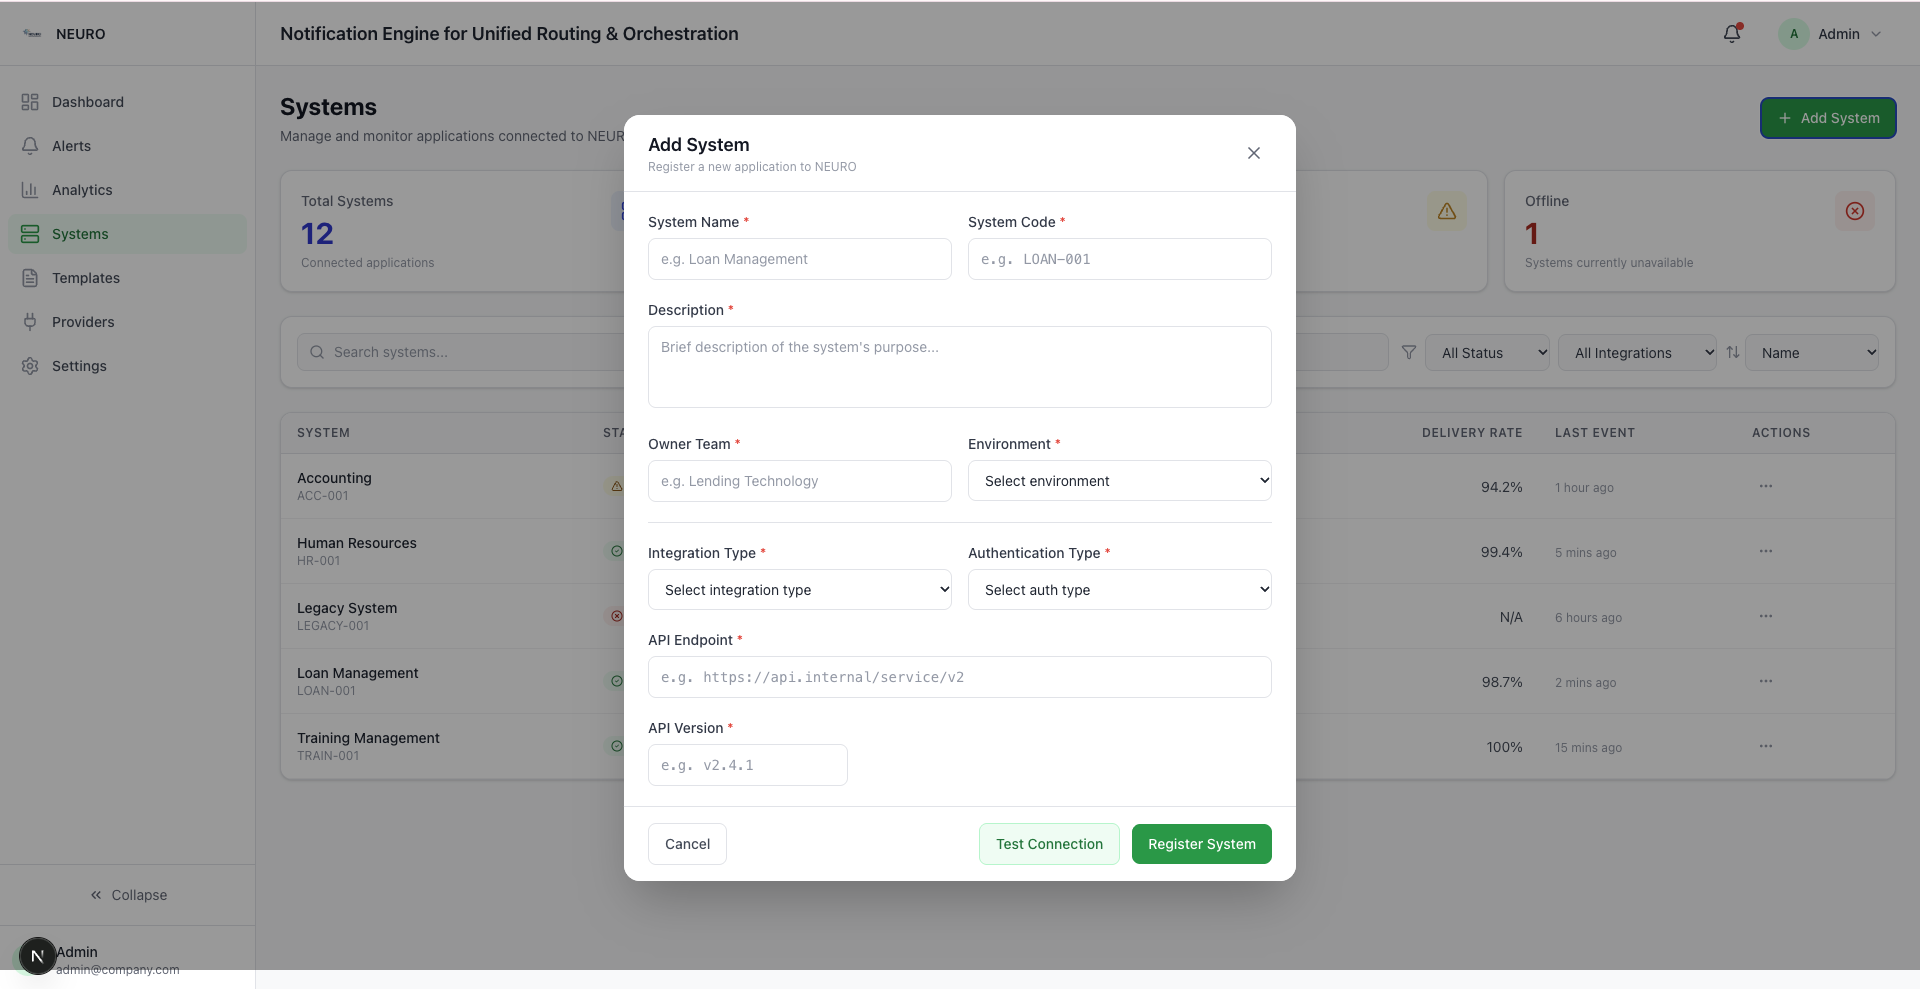 NEURO
Notification Engine for Unified Routing & Orchestration
A Admin
Dashboard
Alerts
Analytics
Systems
Templates
Providers
Settings
Collapse
N
Admin
admin@company.com
Systems
Manage and monitor applications connected to NEUR
+ Add System
Total Systems
12
Connected applications
Offline
1
Systems currently unavailable
Search systems...
All Status
All Integrations
Name
SYSTEM STA DELIVERY RATE LAST EVENT ACTIONS
Accounting
ACC-001
94.2% 1 hour ago
Human Resources
HR-001
99.4% 5 mins ago
Legacy System
LEGACY-001
N/A 6 hours ago
Loan Management
LOAN-001
98.7% 2 mins ago
Training Management
TRAIN-001
100% 15 mins ago
Add System
Register a new application to NEURO
System Name *
e.g. Loan Management
System Code *
e.g. LOAN-001
Description *
Brief description of the system's purpose...
Owner Team *
e.g. Lending Technology
Environment *
Select environment
Integration Type *
Select integration type
Authentication Type *
Select auth type
API Endpoint *
e.g. https://api.internal/service/v2
API Version *
e.g. v2.4.1
Cancel
Test Connection
Register System